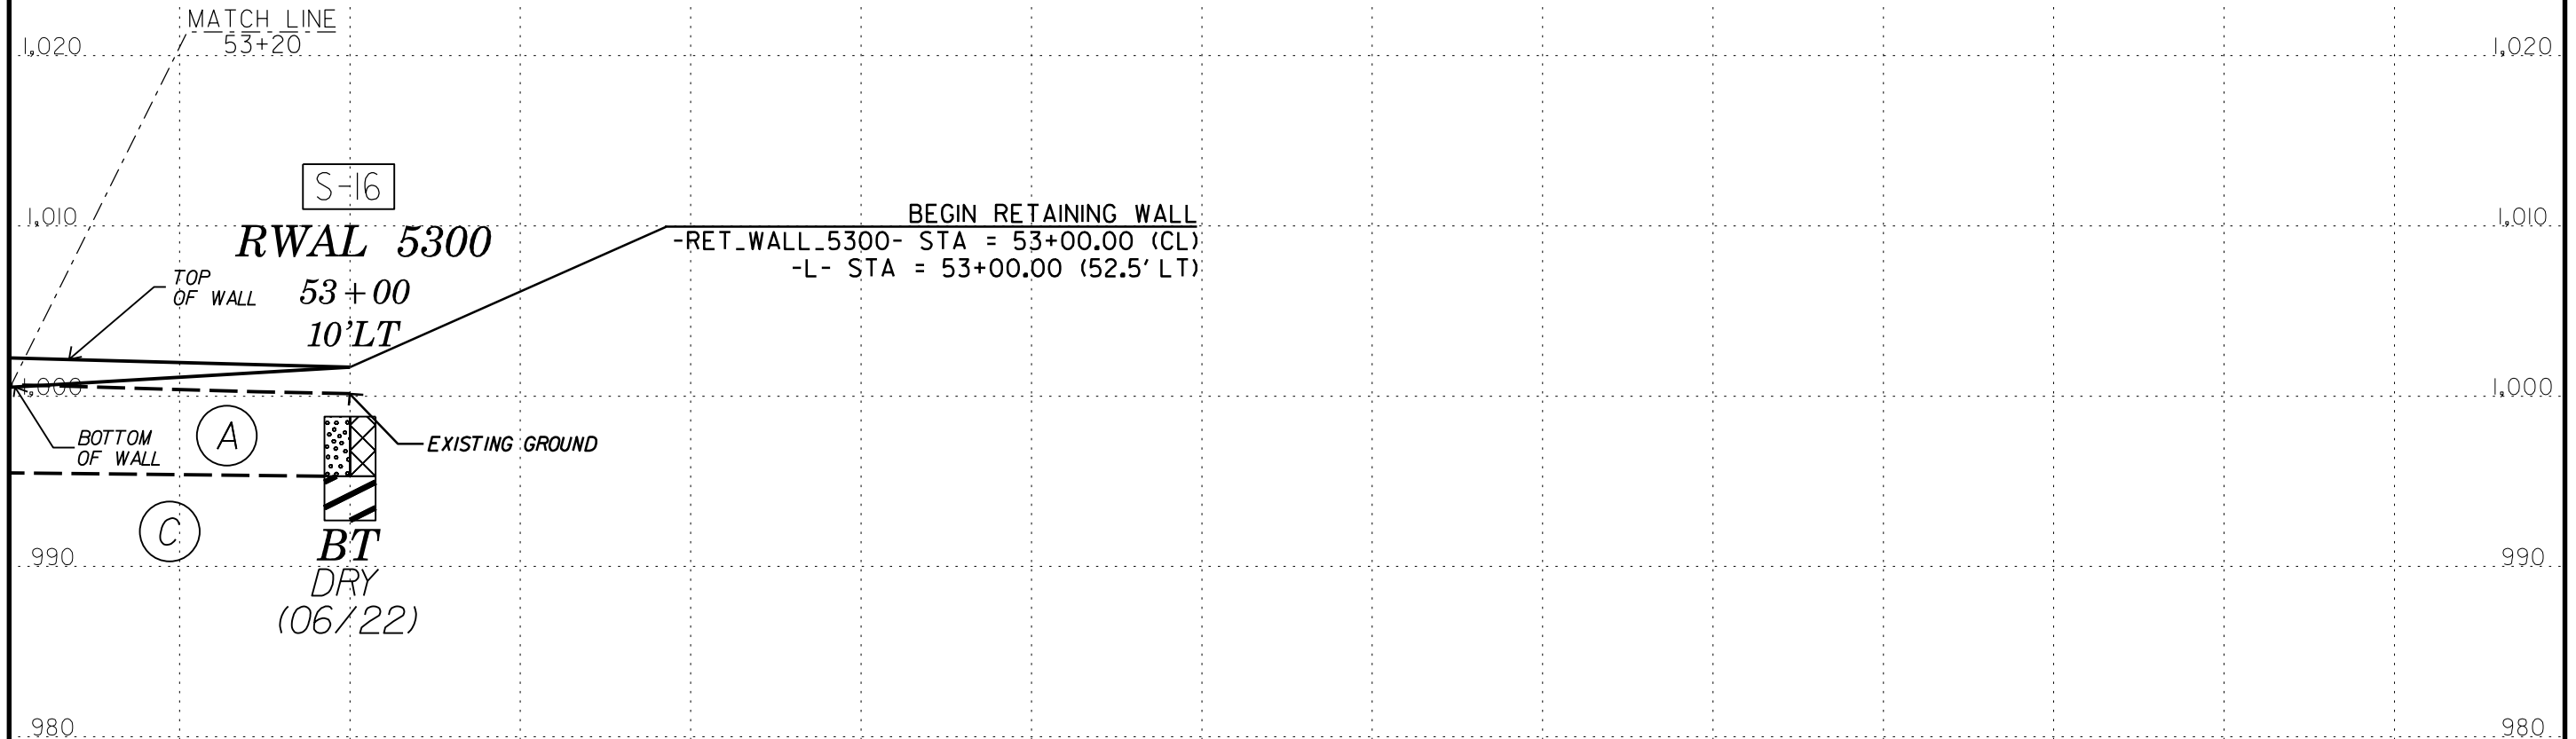 MATCH LINE
53+20
1,020
1,020
S-16
1,010
1,010
RWAL 5300
53+00
10'LT
BEGIN RETAINING WALL
-RET_WALL_5300- STA = 53+00.00 (CL)
-L- STA = 53+00.00 (52.5' LT)
TOP
OF WALL
1,000
1,000
A
BOTTOM
OF WALL
EXISTING GROUND
C
BT
DRY
(06/22)
990
990
980
980